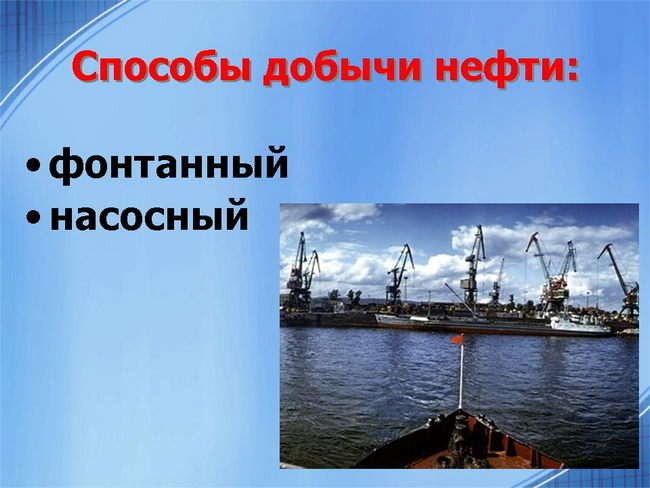 Способы добычи нефти:
• фонтанный
• насосный